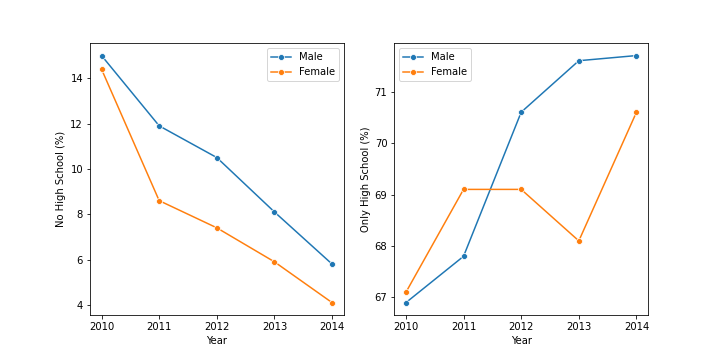 Male
Female
No High School (%)
14
12
10
8
6
4
2010 2011 2012 2013 2014
Year
Male
Female
Only High School (%)
71
70
69
68
67
2010 2011 2012 2013 2014
Year